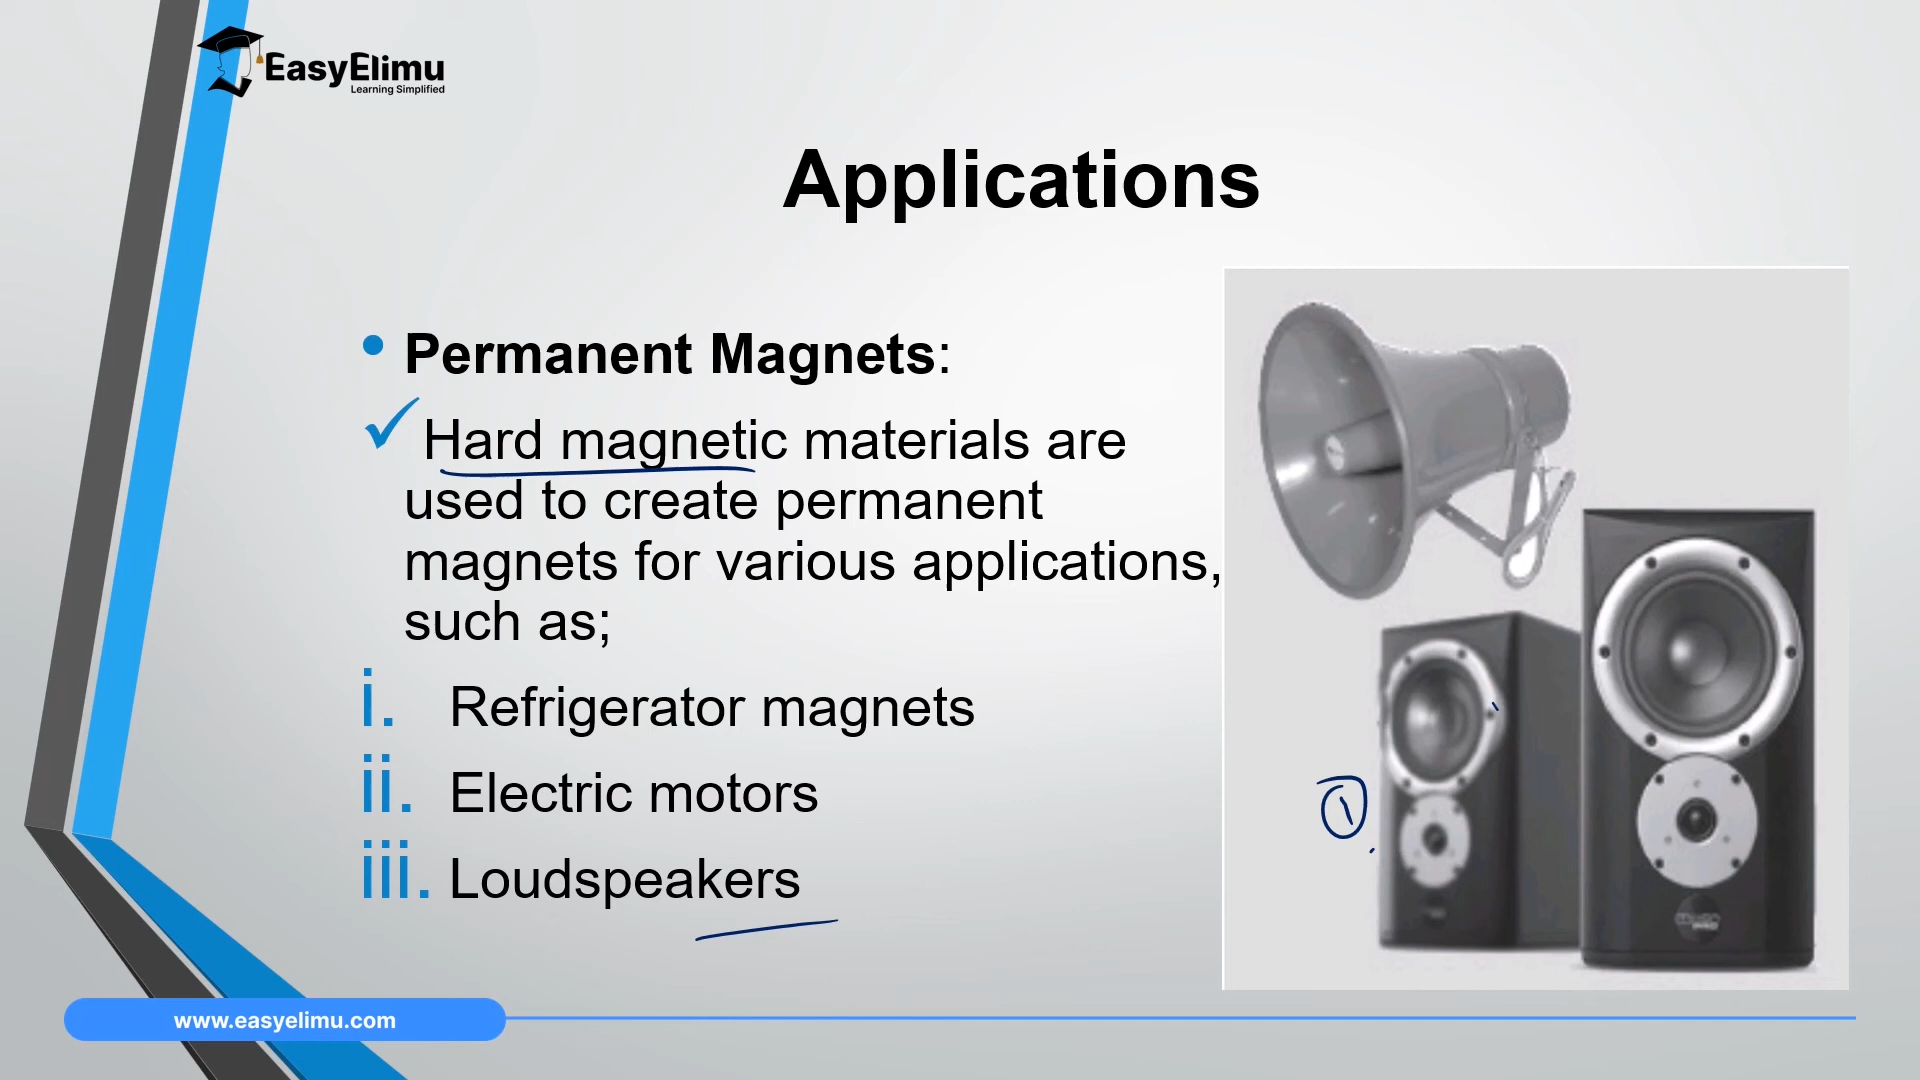 EasyElimu
Learning Simplified
Applications
• Permanent Magnets:
✓ Hard magnetic materials are
used to create permanent
magnets for various applications,
such as;
i. Refrigerator magnets
ii. Electric motors
iii. Loudspeakers
1
www.easyelimu.com